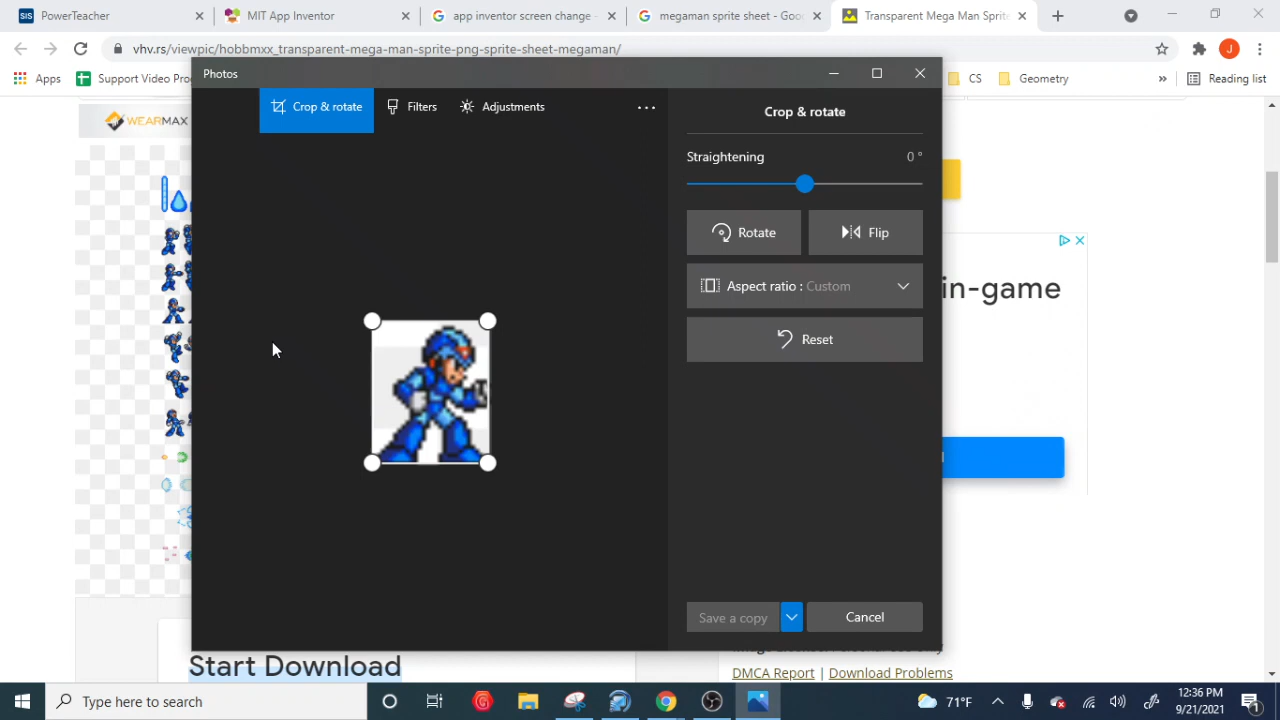 PowerTeacher
MIT App Inventor
app inventor screen change -
megaman sprite sheet - Goo
Transparent Mega Man Sprite
vhv.rs/viewpic/hobbmxx_transparent-mega-man-sprite-png-sprite-sheet-megaman/
J
Apps
Support Video Pro
CS
Geometry
»
Reading list
Photos
WEARMAX
Crop & rotate
Filters
Adjustments
Crop & rotate
Straightening
0 °
Rotate
Flip
Aspect ratio : Custom
Reset
in-game
Save a copy
Cancel
Start Download
DMCA Report | Download Problems
Type here to search
71°F
12:36 PM
9/21/2021
1